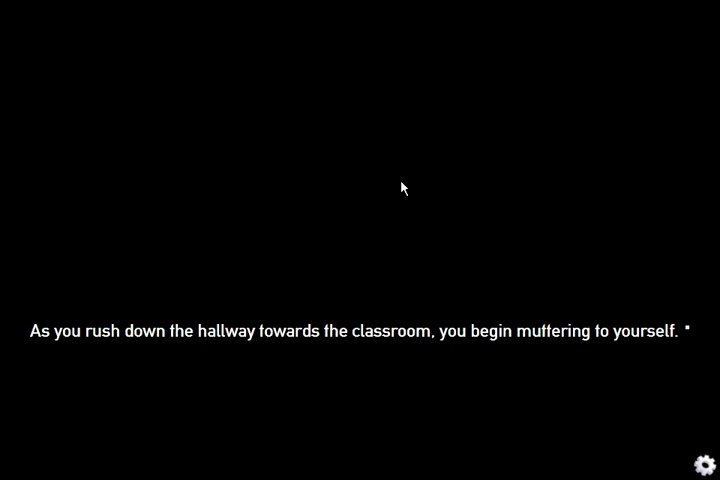 As you rush down the hallway towards the classroom, you begin muttering to yourself.